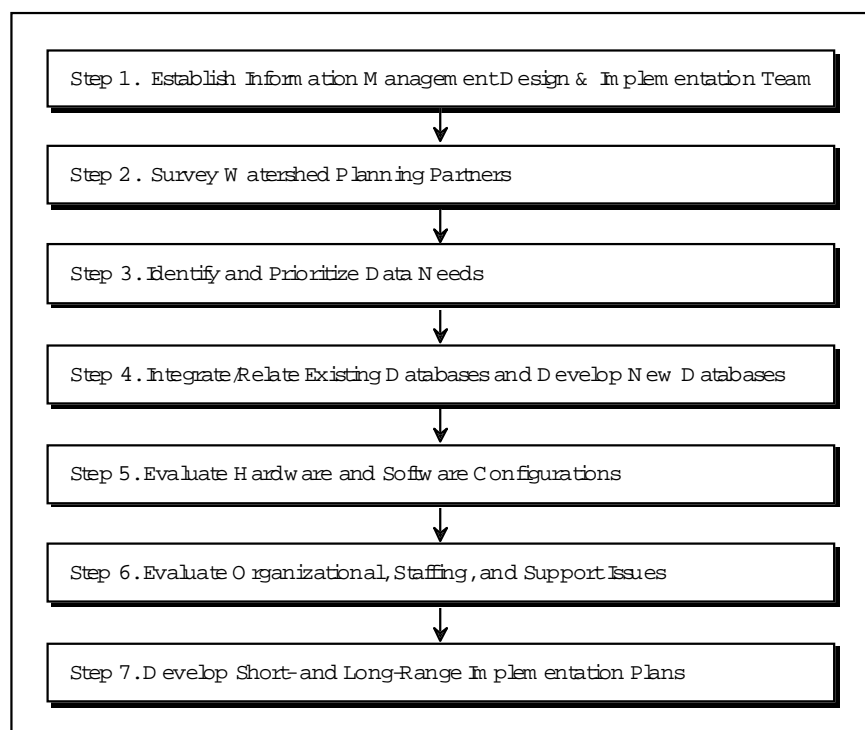 Step 1. Establish Information Management Design & Implementation Team
Step 2. Survey Watershed Planning Partners
Step 3. Identify and Prioritize Data Needs
Step 4. Integrate/Relate Existing Databases and Develop New Databases
Step 5. Evaluate Hardware and Software Configurations
Step 6. Evaluate Organizational, Staffing, and Support Issues
Step 7. Develop Short- and Long-Range Implementation Plans